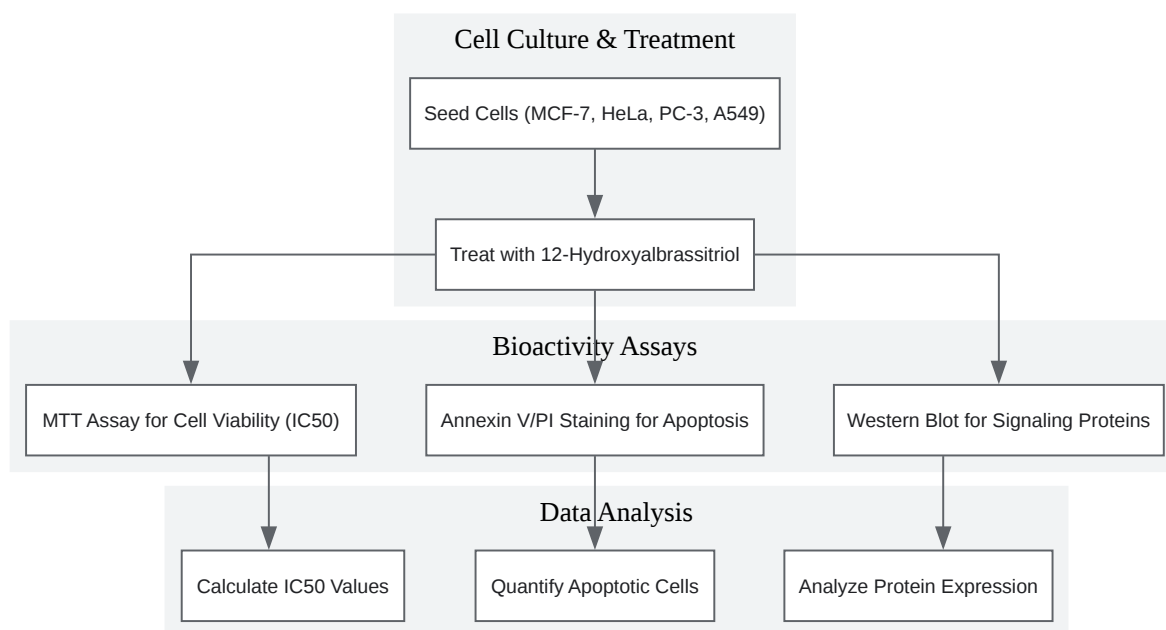 Cell Culture & Treatment
Seed Cells (MCF-7, HeLa, PC-3, A549)
Treat with 12-Hydroxyalbrassitriol
Bioactivity Assays
MTT Assay for Cell Viability (IC50)
Annexin V/PI Staining for Apoptosis
Western Blot for Signaling Proteins
Data Analysis
Calculate IC50 Values
Quantify Apoptotic Cells
Analyze Protein Expression